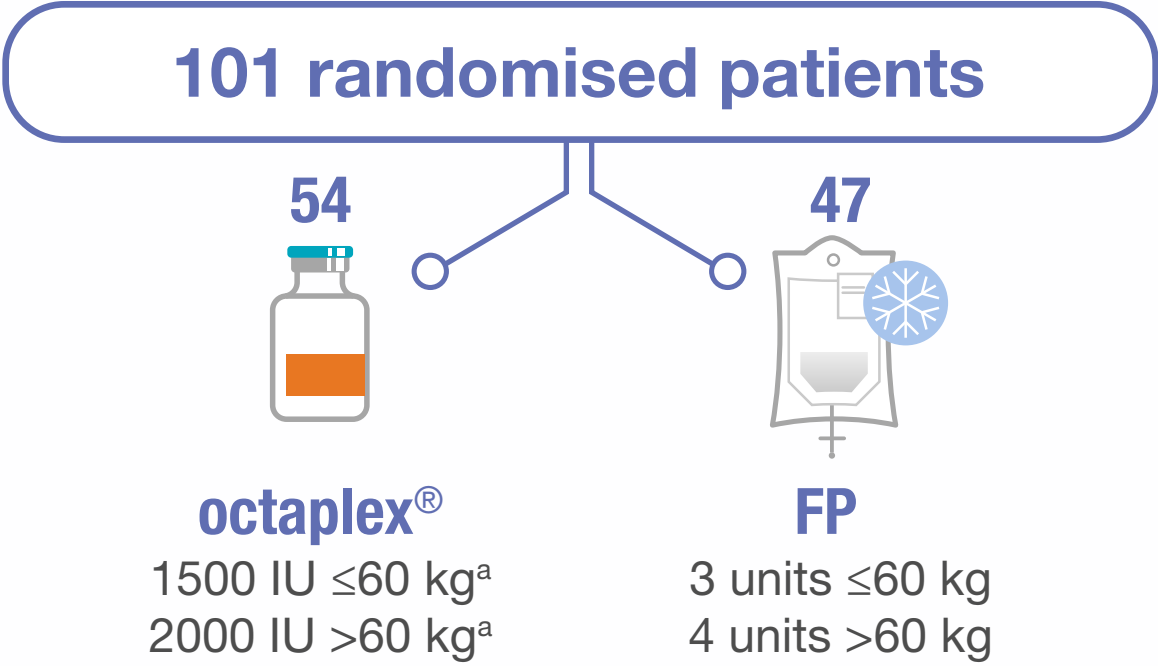 101 randomised patients
54
47
octaplex®
1500 IU ≤60 kgᵃ
2000 IU >60 kgᵃ
FP
3 units ≤60 kg
4 units >60 kg